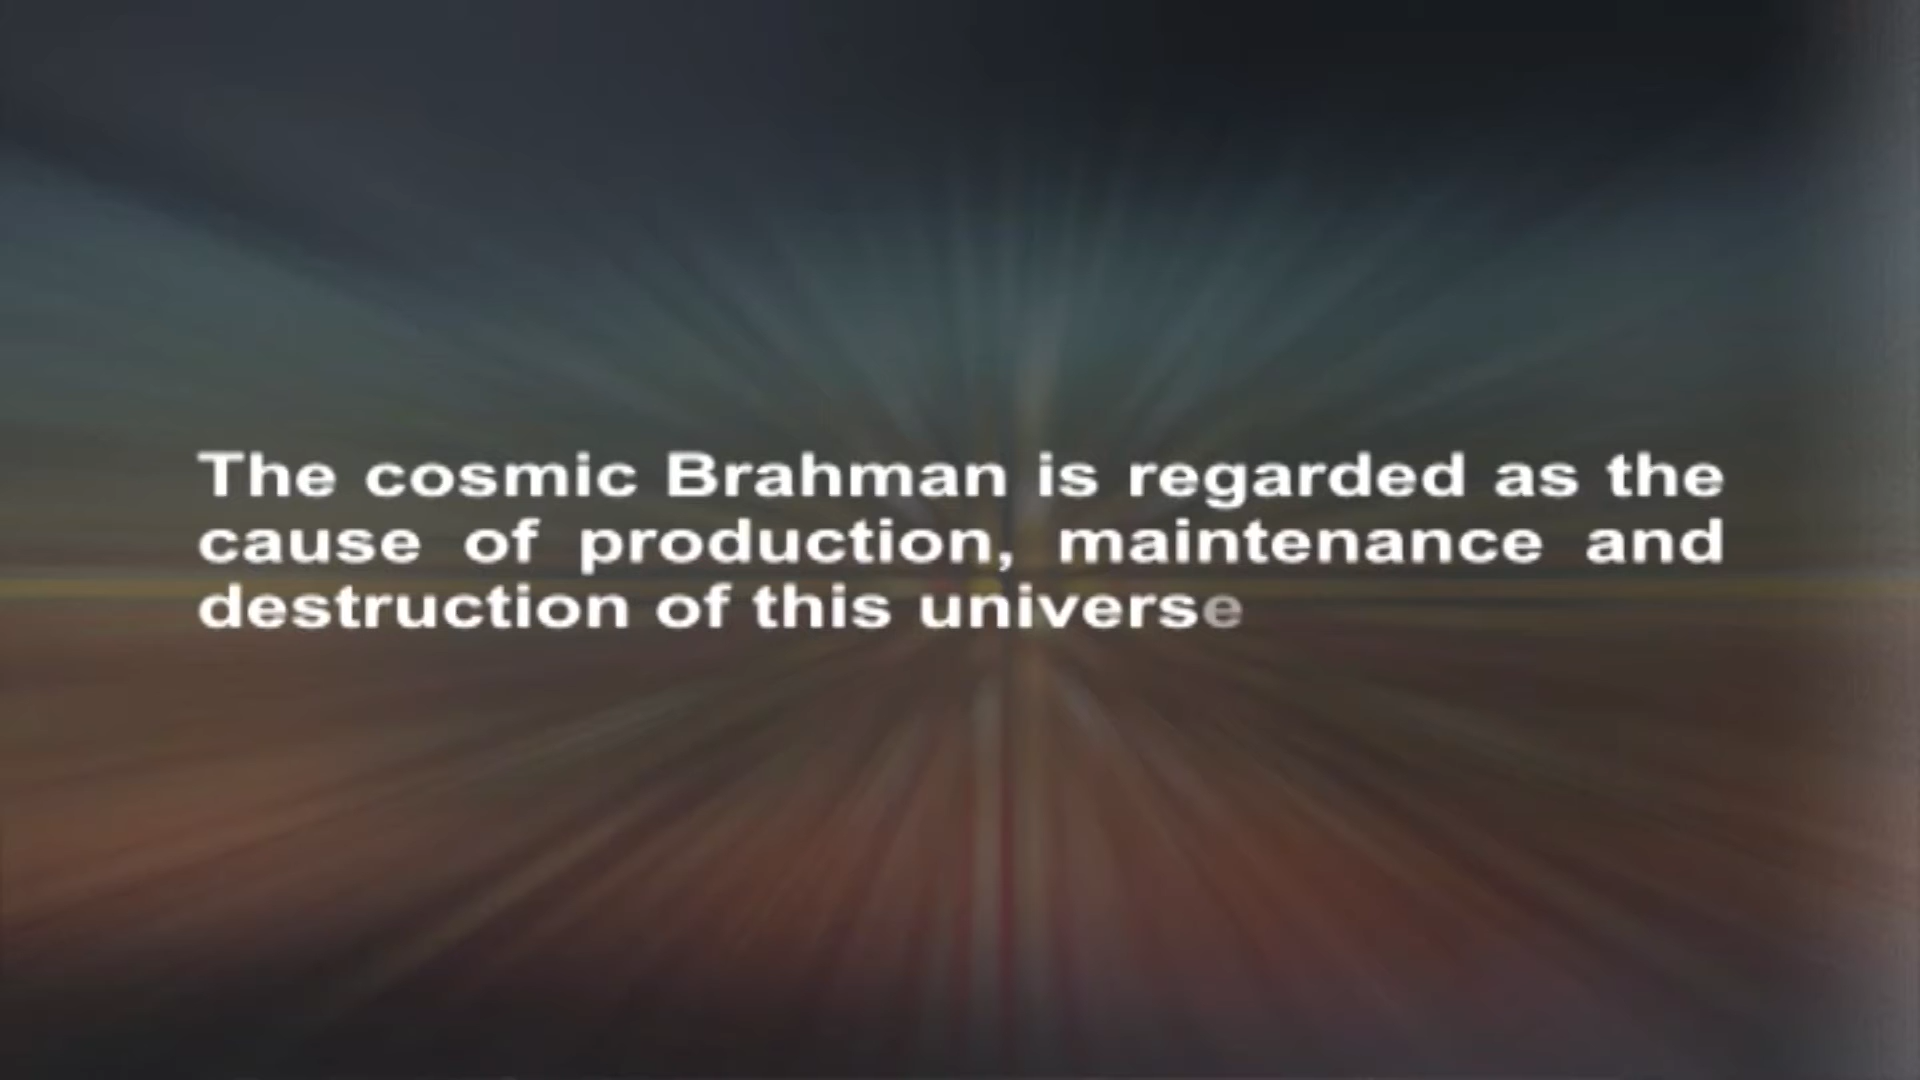 The cosmic Brahman is regarded as the
cause of production, maintenance and
destruction of this universe